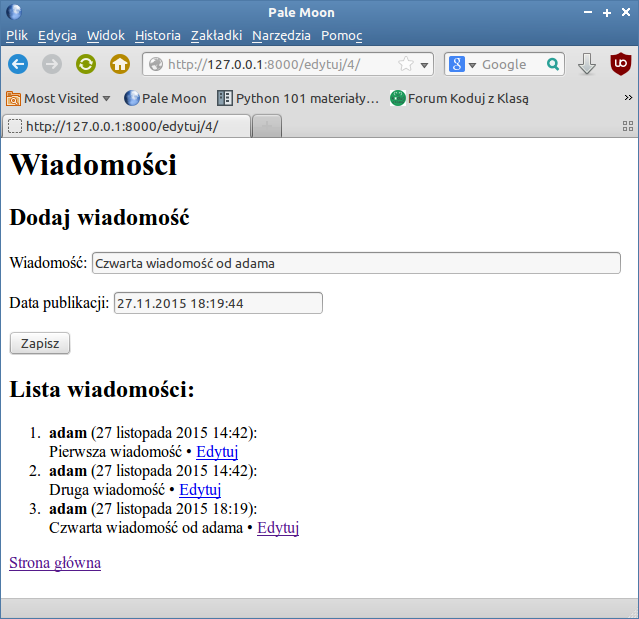 Pale Moon
Plik Edycja Widok Historia Zakładki Narzędzia Pomoc
http://127.0.0.1:8000/edytuj/4/ Google
Most Visited Pale Moon Python 101 materiały... Forum Koduj z Klasą
http://127.0.0.1:8000/edytuj/4/
Wiadomości
Dodaj wiadomość
Wiadomość: Czwarta wiadomość od adama
Data publikacji: 27.11.2015 18:19:44
Zapisz
Lista wiadomości:
1. adam (27 listopada 2015 14:42):
Pierwsza wiadomość • Edytuj
2. adam (27 listopada 2015 14:42):
Druga wiadomość • Edytuj
3. adam (27 listopada 2015 18:19):
Czwarta wiadomość od adama • Edytuj
Strona główna